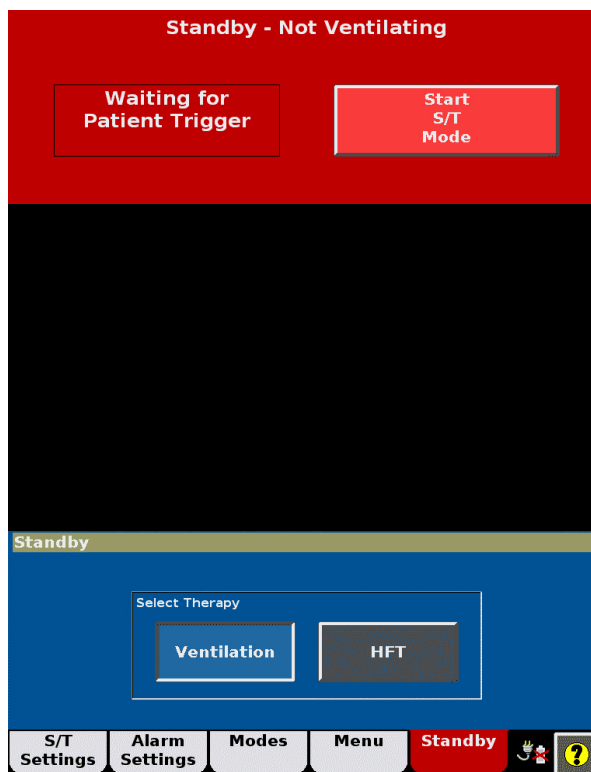 Standby - Not Ventilating
Waiting for
Patient Trigger
Start
S/T
Mode
Standby
Select Therapy
Ventilation
HFT
S/T
Settings
Alarm
Settings
Modes
Menu
Standby
?